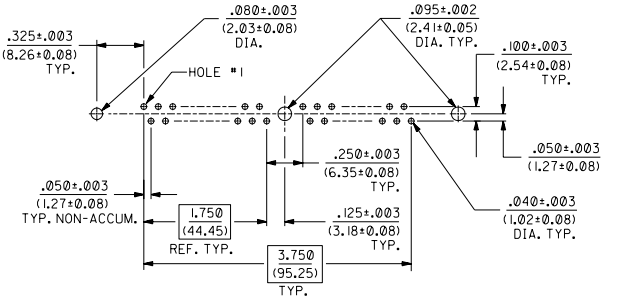 .080±.003
(2.03±0.08)
DIA.
.095±.002
(2.41±0.05)
DIA. TYP.
.325±.003
(8.26±0.08)
TYP.
.100±.003
(2.54±0.08)
TYP.
HOLE #1
.250±.003
(6.35±0.08)
TYP.
.050±.003
(1.27±0.08)
.050±.003
(1.27±0.08)
TYP. NON-ACCUM.
1.750
(44.45)
REF. TYP.
.125±.003
(3.18±0.08)
TYP.
.040±.003
(1.02±0.08)
DIA. TYP.
3.750
(95.25)
TYP.